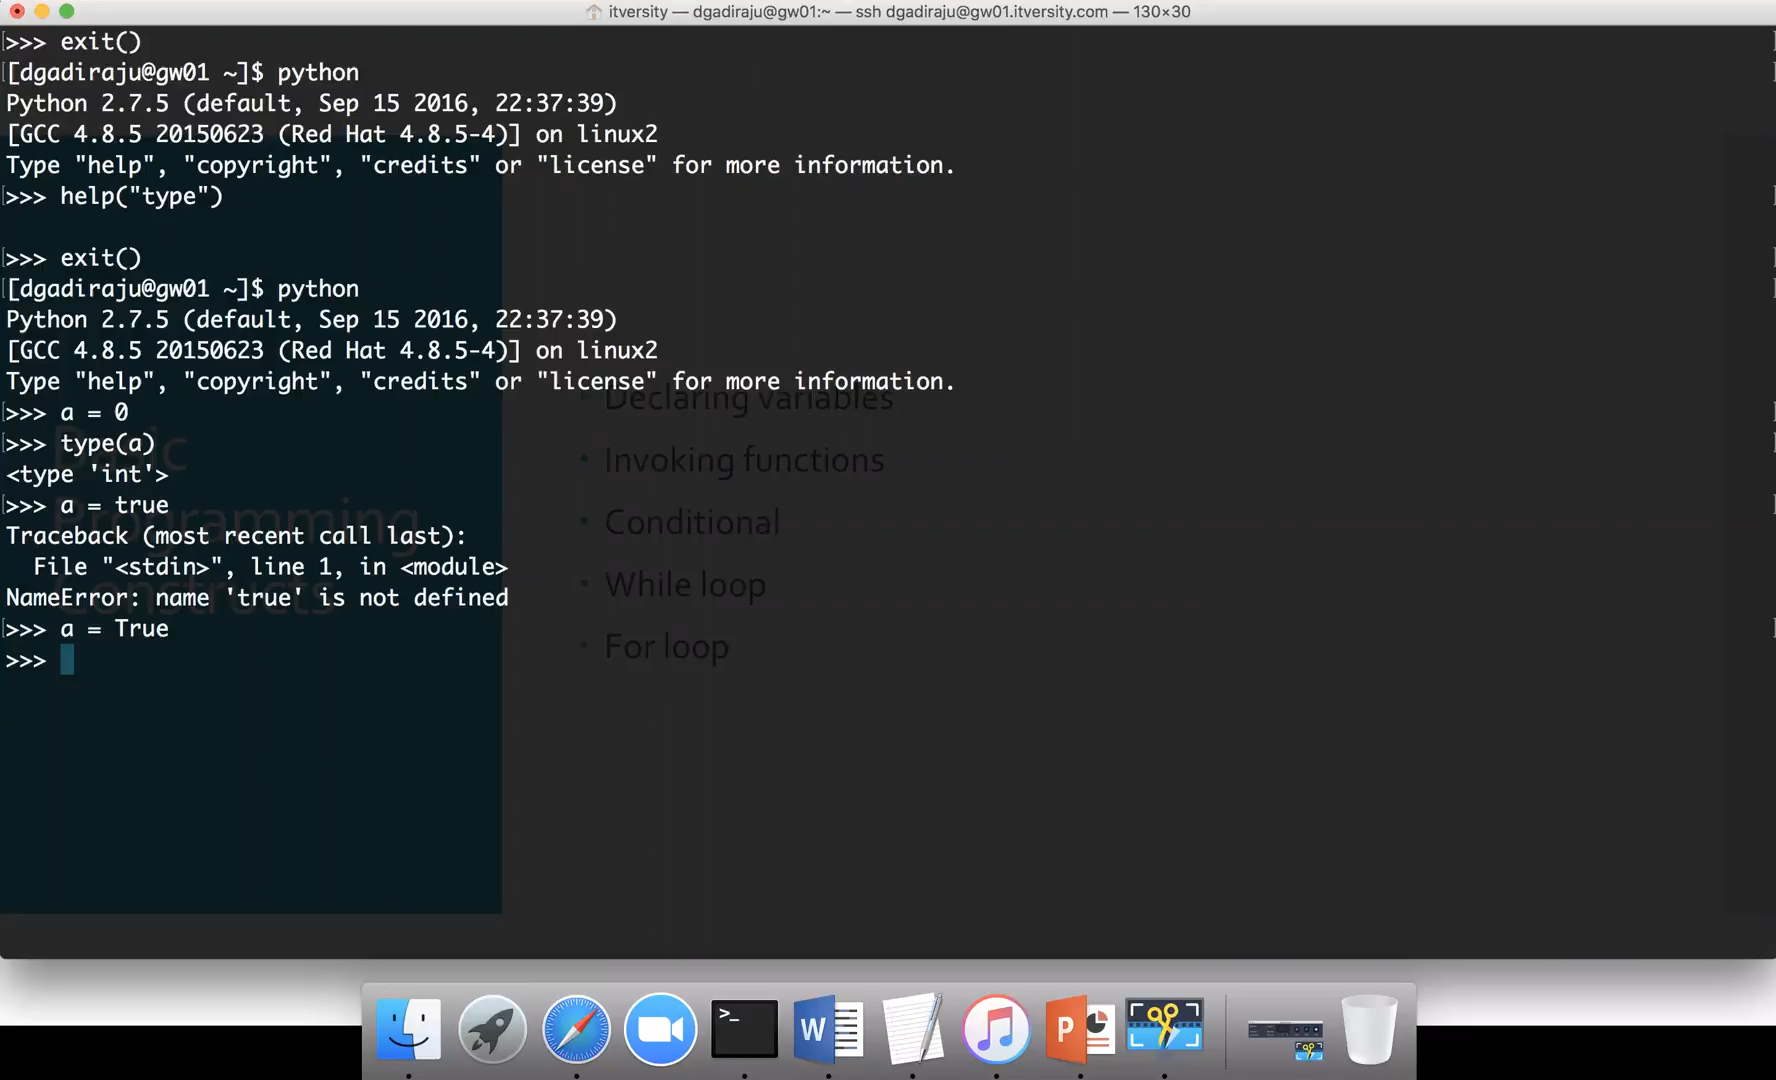 itversity — dgadiraju@gw01:~ — ssh dgadiraju@gw01.itversity.com — 130×30
>>> exit()
[dgadiraju@gw01 ~]$ python
Python 2.7.5 (default, Sep 15 2016, 22:37:39)
[GCC 4.8.5 20150623 (Red Hat 4.8.5-4)] on linux2
Type "help", "copyright", "credits" or "license" for more information.
>>> help("type")
>>> exit()
[dgadiraju@gw01 ~]$ python
Python 2.7.5 (default, Sep 15 2016, 22:37:39)
[GCC 4.8.5 20150623 (Red Hat 4.8.5-4)] on linux2
Type "help", "copyright", "credits" or "license" for more information.
>>> a = 0
>>> type(a)
<type 'int'>
>>> a = true
Traceback (most recent call last):
  File "<stdin>", line 1, in <module>
NameError: name 'true' is not defined
>>> a = True
>>>
Basic
Programming
Constructs
• Declaring variables
• Invoking functions
• Conditional
• While loop
• For loop
>_
W
P